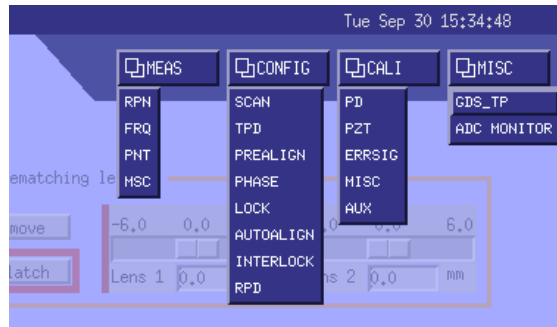 Tue Sep 30 15:34:48
MEAS CONFIG CALI MISC
RPN SCAN PD GDS_TP
FRQ TPD PZT ADC MONITOR
PNT PREALIGN ERRSIG
MSC PHASE MISC
LOCK AUX
AUTOALIGN
INTERLOCK
RPD
ematching le
move -6.0 0.0 .0 0.0 6.0
latch Lens 1 0.0 ns 2 0.0 mm